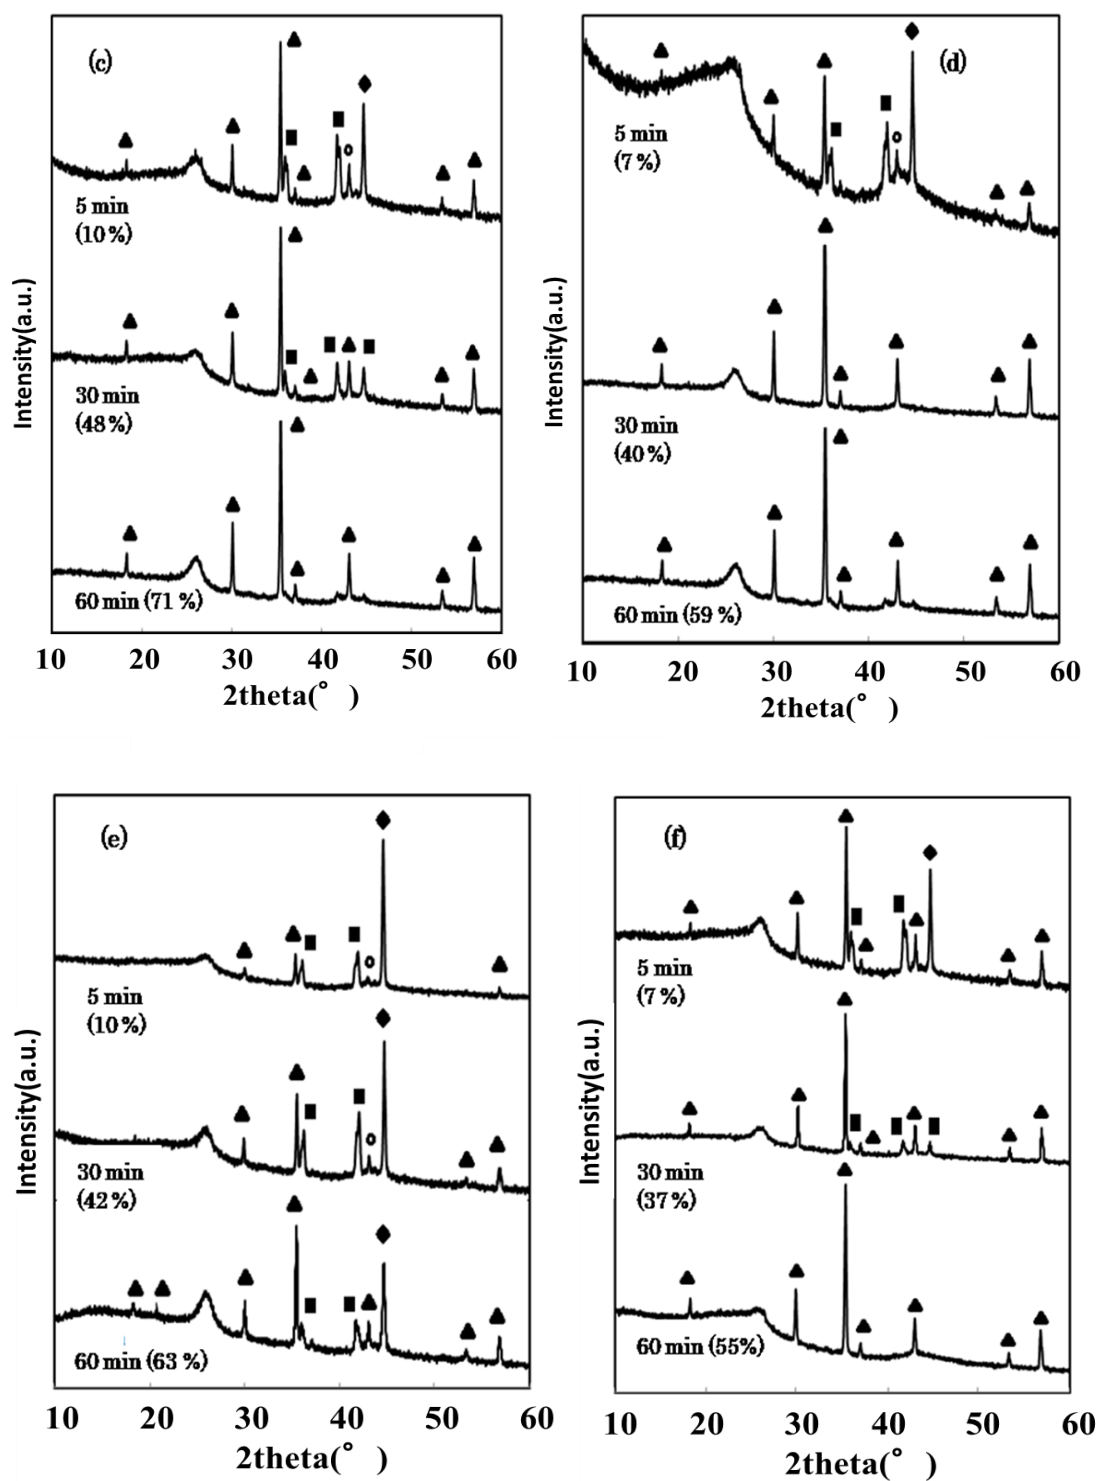 (c)
5 min
(10%)
30 min
(48%)
60 min (71%)
Intensity(a.u.)
10 20 30 40 50 60
2theta(° )
(d)
5 min
(7%)
30 min
(40%)
60 min (59%)
Intensity(a.u.)
10 20 30 40 50 60
2theta(° )
(e)
5 min
(10%)
30 min
(42%)
60 min (63 %)
Intensity(a.u.)
10 20 30 40 50 60
2theta(° )
(f)
5 min
(7%)
30 min
(37%)
60 min (55%)
Intensity(a.u.)
10 20 30 40 50 60
2theta(° )